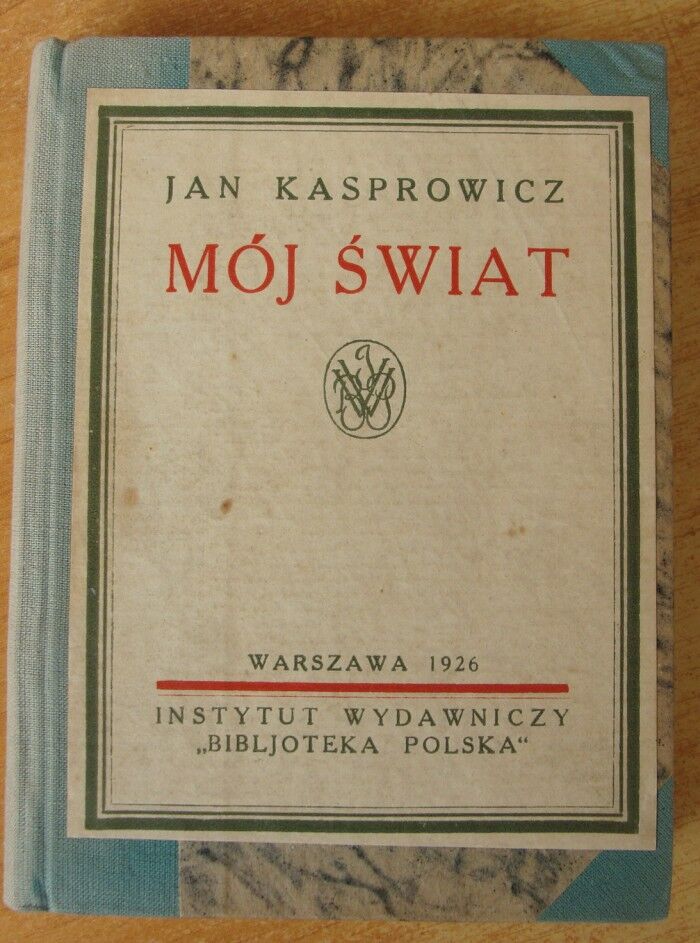 JAN KASPROWICZ
MÓJ ŚWIAT
WARSZAWA 1926
INSTYTUT WYDAWNICZY
„BIBLJOTEKA POLSKA“